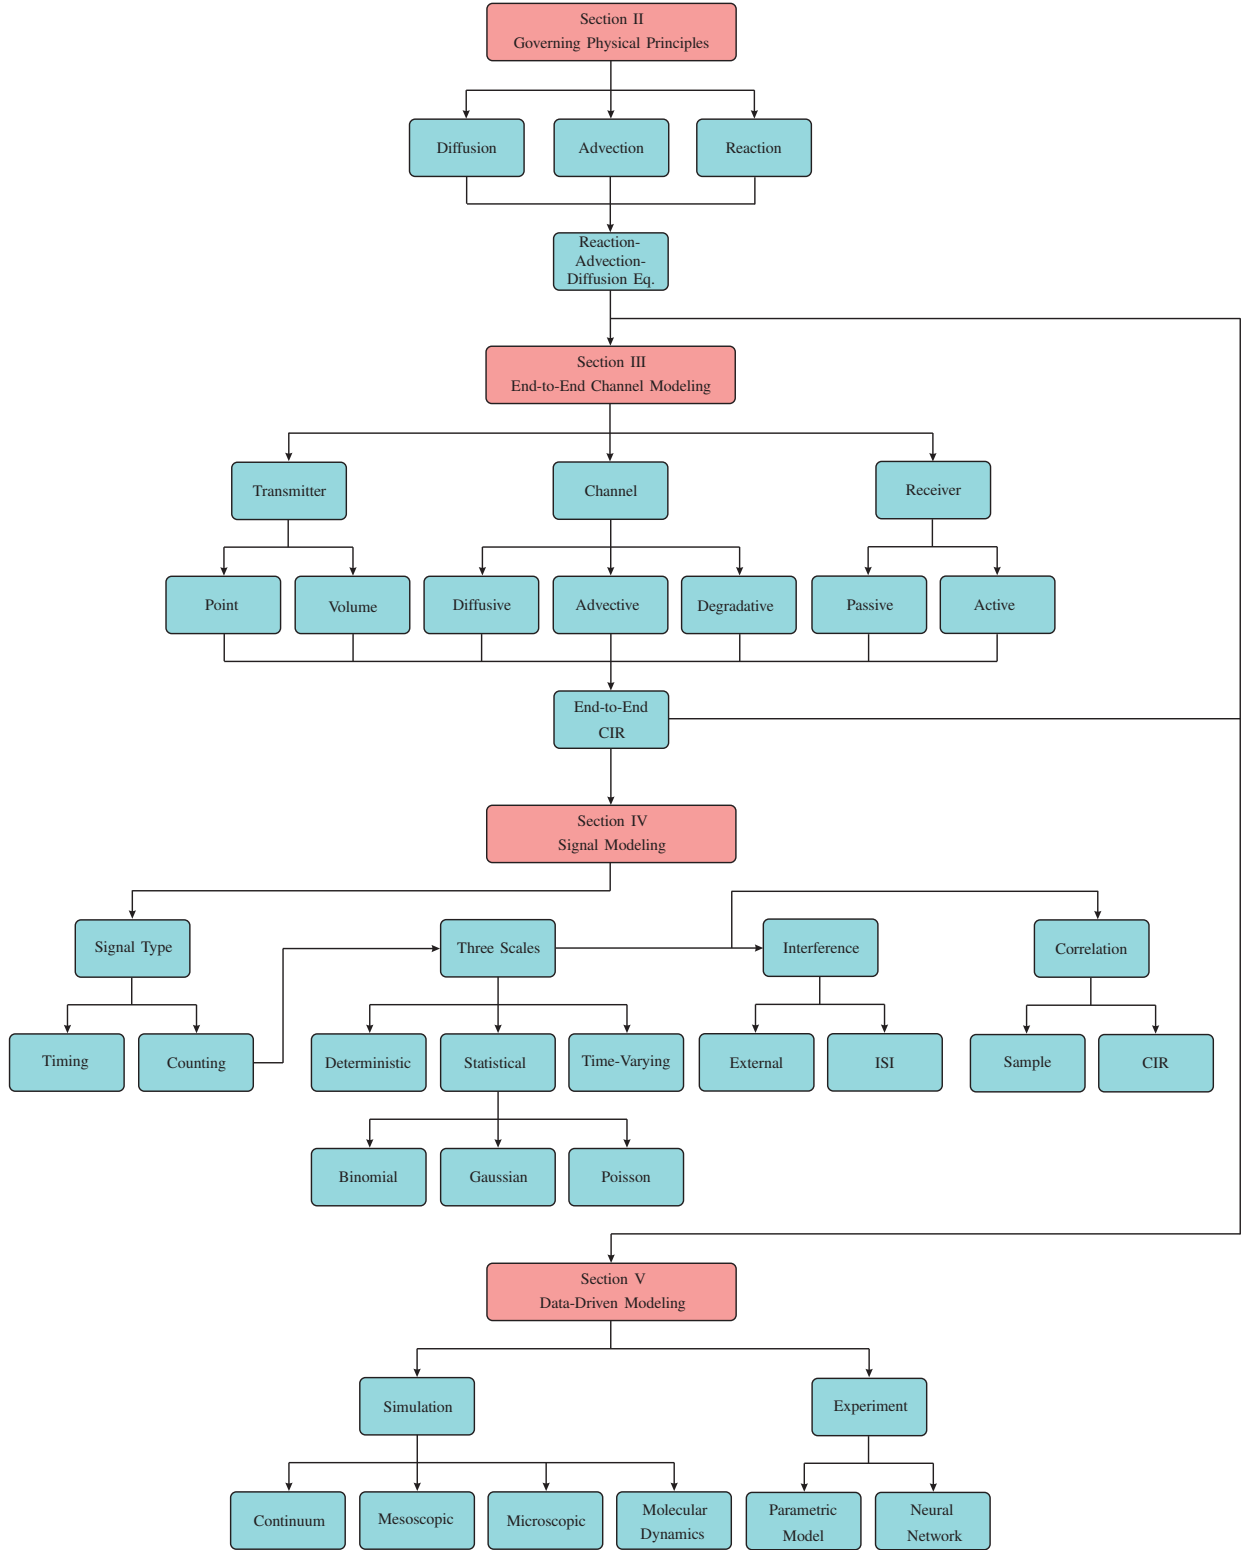 Section II
Governing Physical Principles
Diffusion
Advection
Reaction
Reaction-
Advection-
Diffusion Eq.
Section III
End-to-End Channel Modeling
Transmitter
Channel
Receiver
Point
Volume
Diffusive
Advective
Degradative
Passive
Active
End-to-End
CIR
Section IV
Signal Modeling
Signal Type
Three Scales
Interference
Correlation
Timing
Counting
Deterministic
Statistical
Time-Varying
External
ISI
Sample
CIR
Binomial
Gaussian
Poisson
Section V
Data-Driven Modeling
Simulation
Experiment
Continuum
Mesoscopic
Microscopic
Molecular
Dynamics
Parametric
Model
Neural
Network